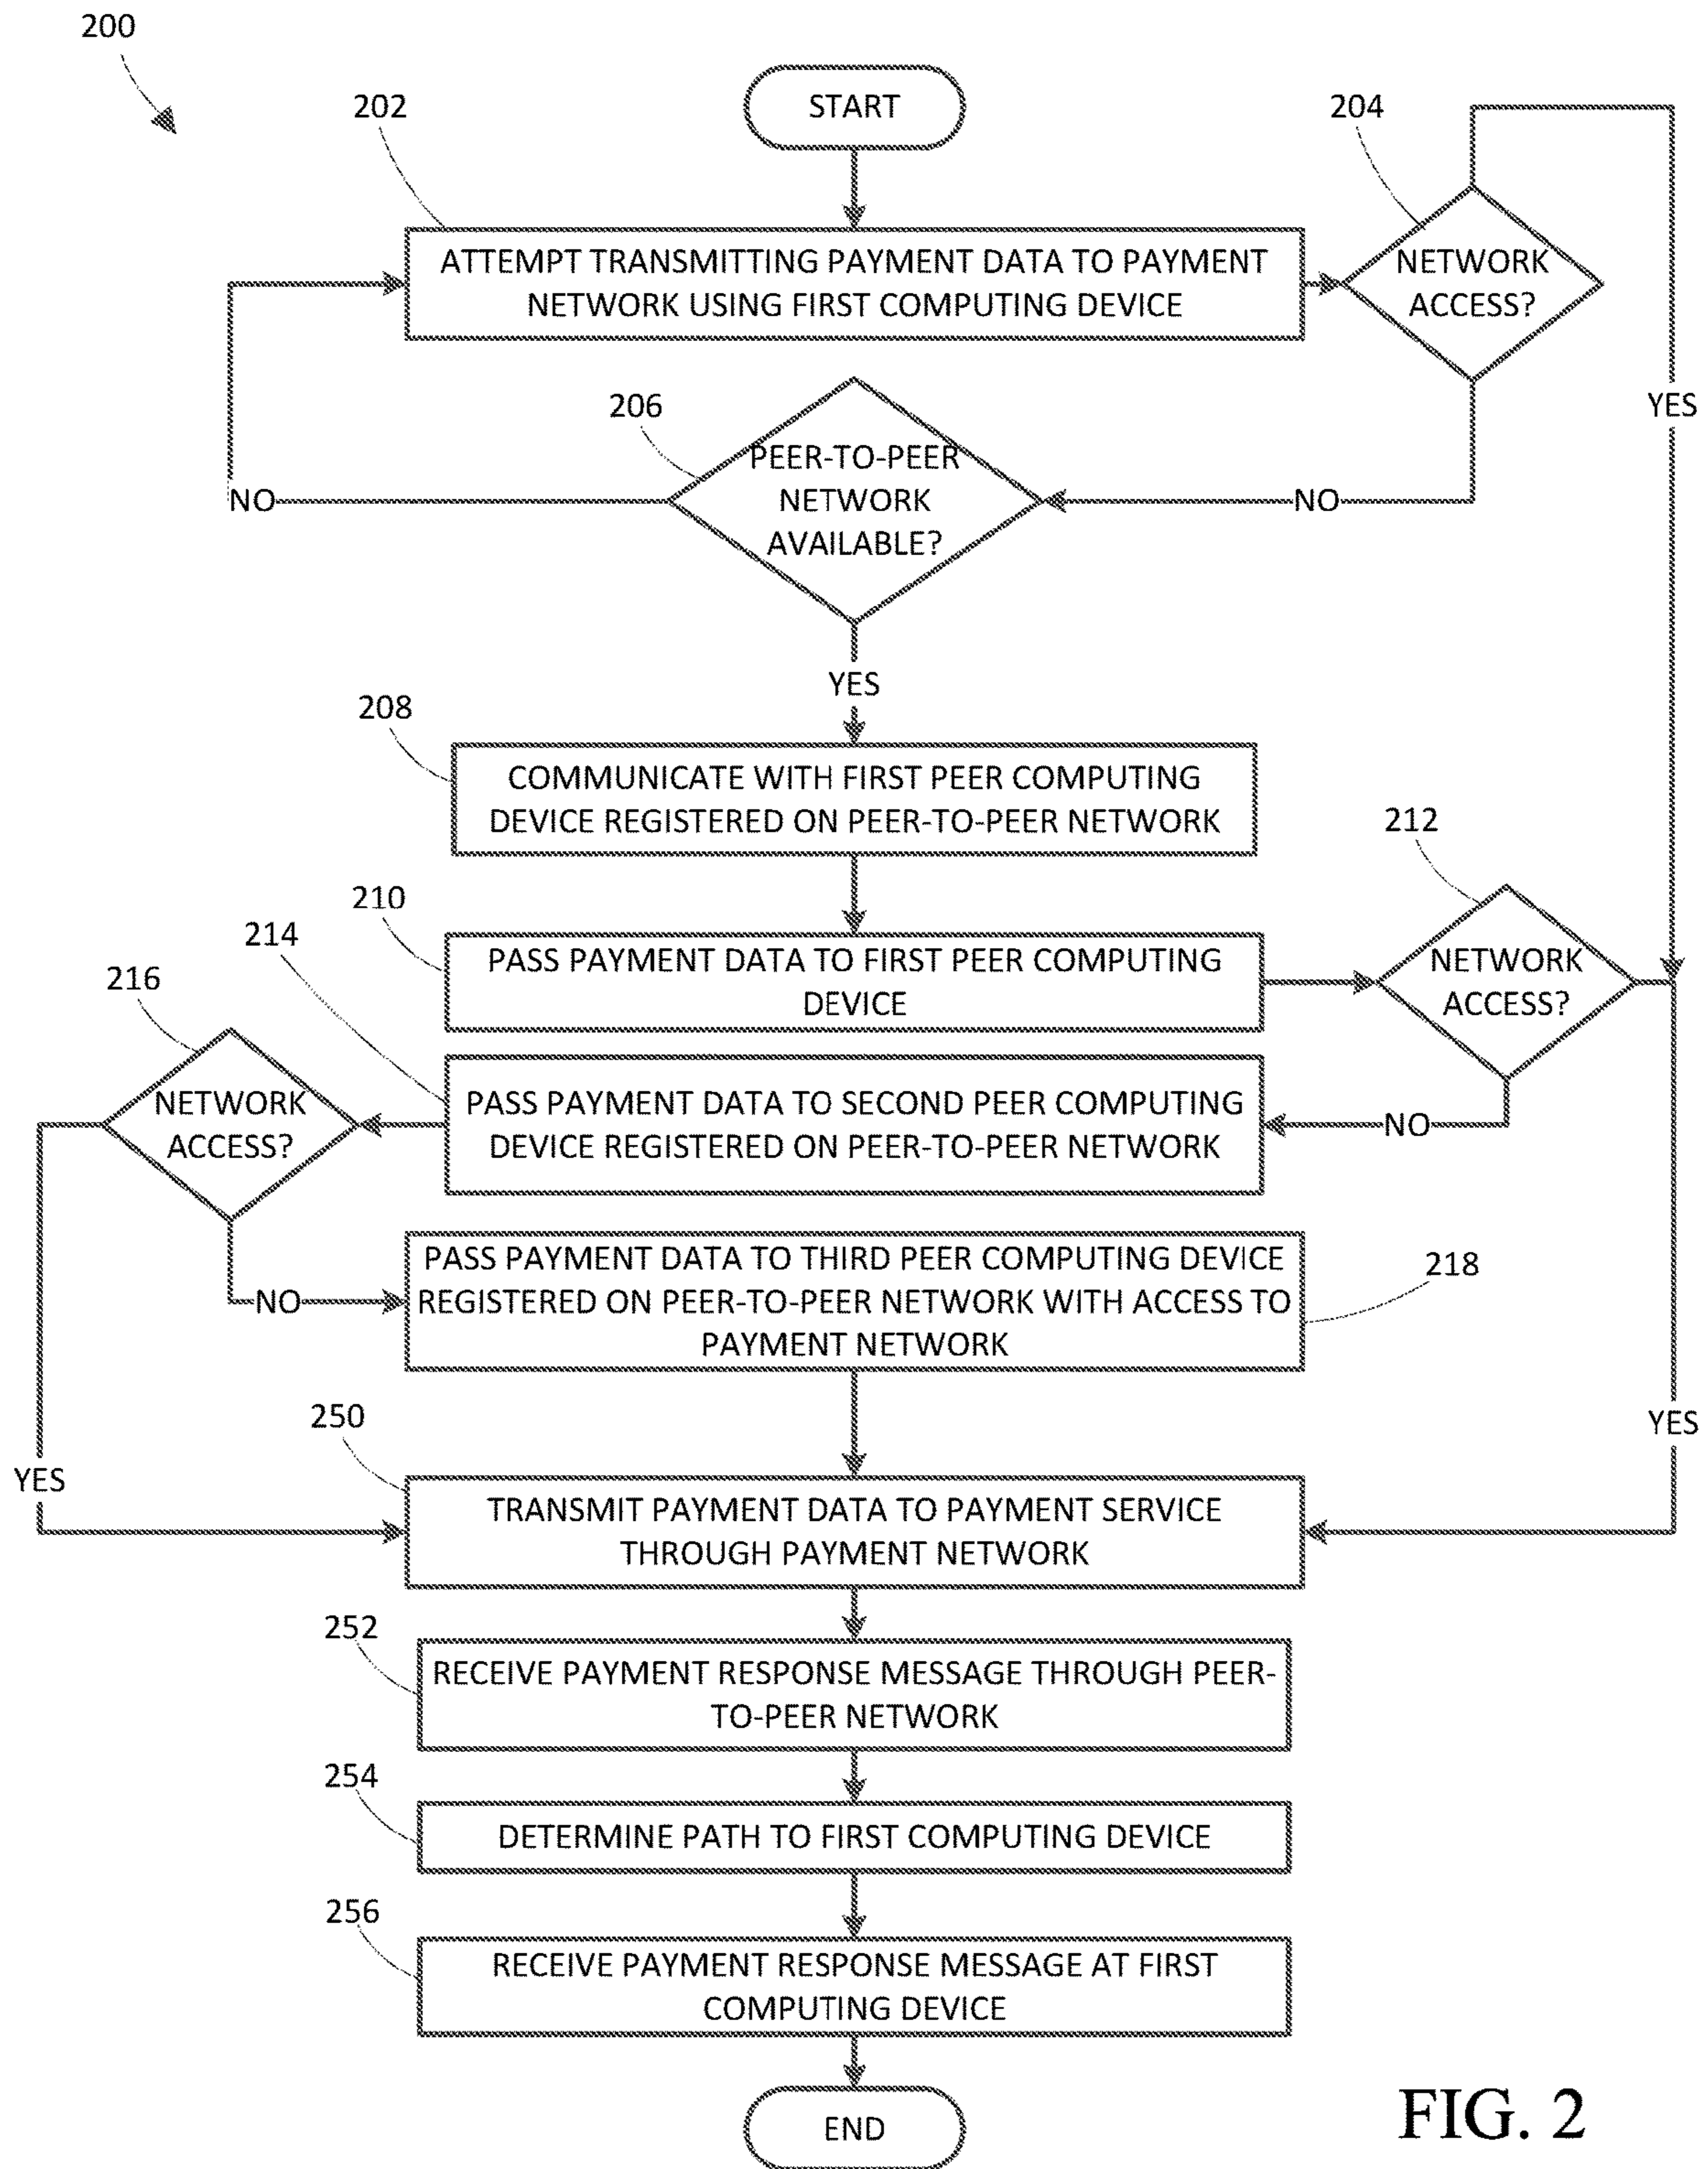 200
START
202
204
ATTEMPT TRANSMITTING PAYMENT DATA TO PAYMENT
NETWORK USING FIRST COMPUTING DEVICE
NETWORK
ACCESS?
YES
206
PEER-TO-PEER
NETWORK
AVAILABLE?
NO
NO
YES
208
COMMUNICATE WITH FIRST PEER COMPUTING
DEVICE REGISTERED ON PEER-TO-PEER NETWORK
212
210
PASS PAYMENT DATA TO FIRST PEER COMPUTING
DEVICE
NETWORK
ACCESS?
214
216
NETWORK
ACCESS?
PASS PAYMENT DATA TO SECOND PEER COMPUTING
DEVICE REGISTERED ON PEER-TO-PEER NETWORK
NO
NO
PASS PAYMENT DATA TO THIRD PEER COMPUTING DEVICE
REGISTERED ON PEER-TO-PEER NETWORK WITH ACCESS TO
PAYMENT NETWORK
218
250
YES
YES
TRANSMIT PAYMENT DATA TO PAYMENT SERVICE
THROUGH PAYMENT NETWORK
252
RECEIVE PAYMENT RESPONSE MESSAGE THROUGH PEER-
TO-PEER NETWORK
254
DETERMINE PATH TO FIRST COMPUTING DEVICE
256
RECEIVE PAYMENT RESPONSE MESSAGE AT FIRST
COMPUTING DEVICE
END
FIG. 2